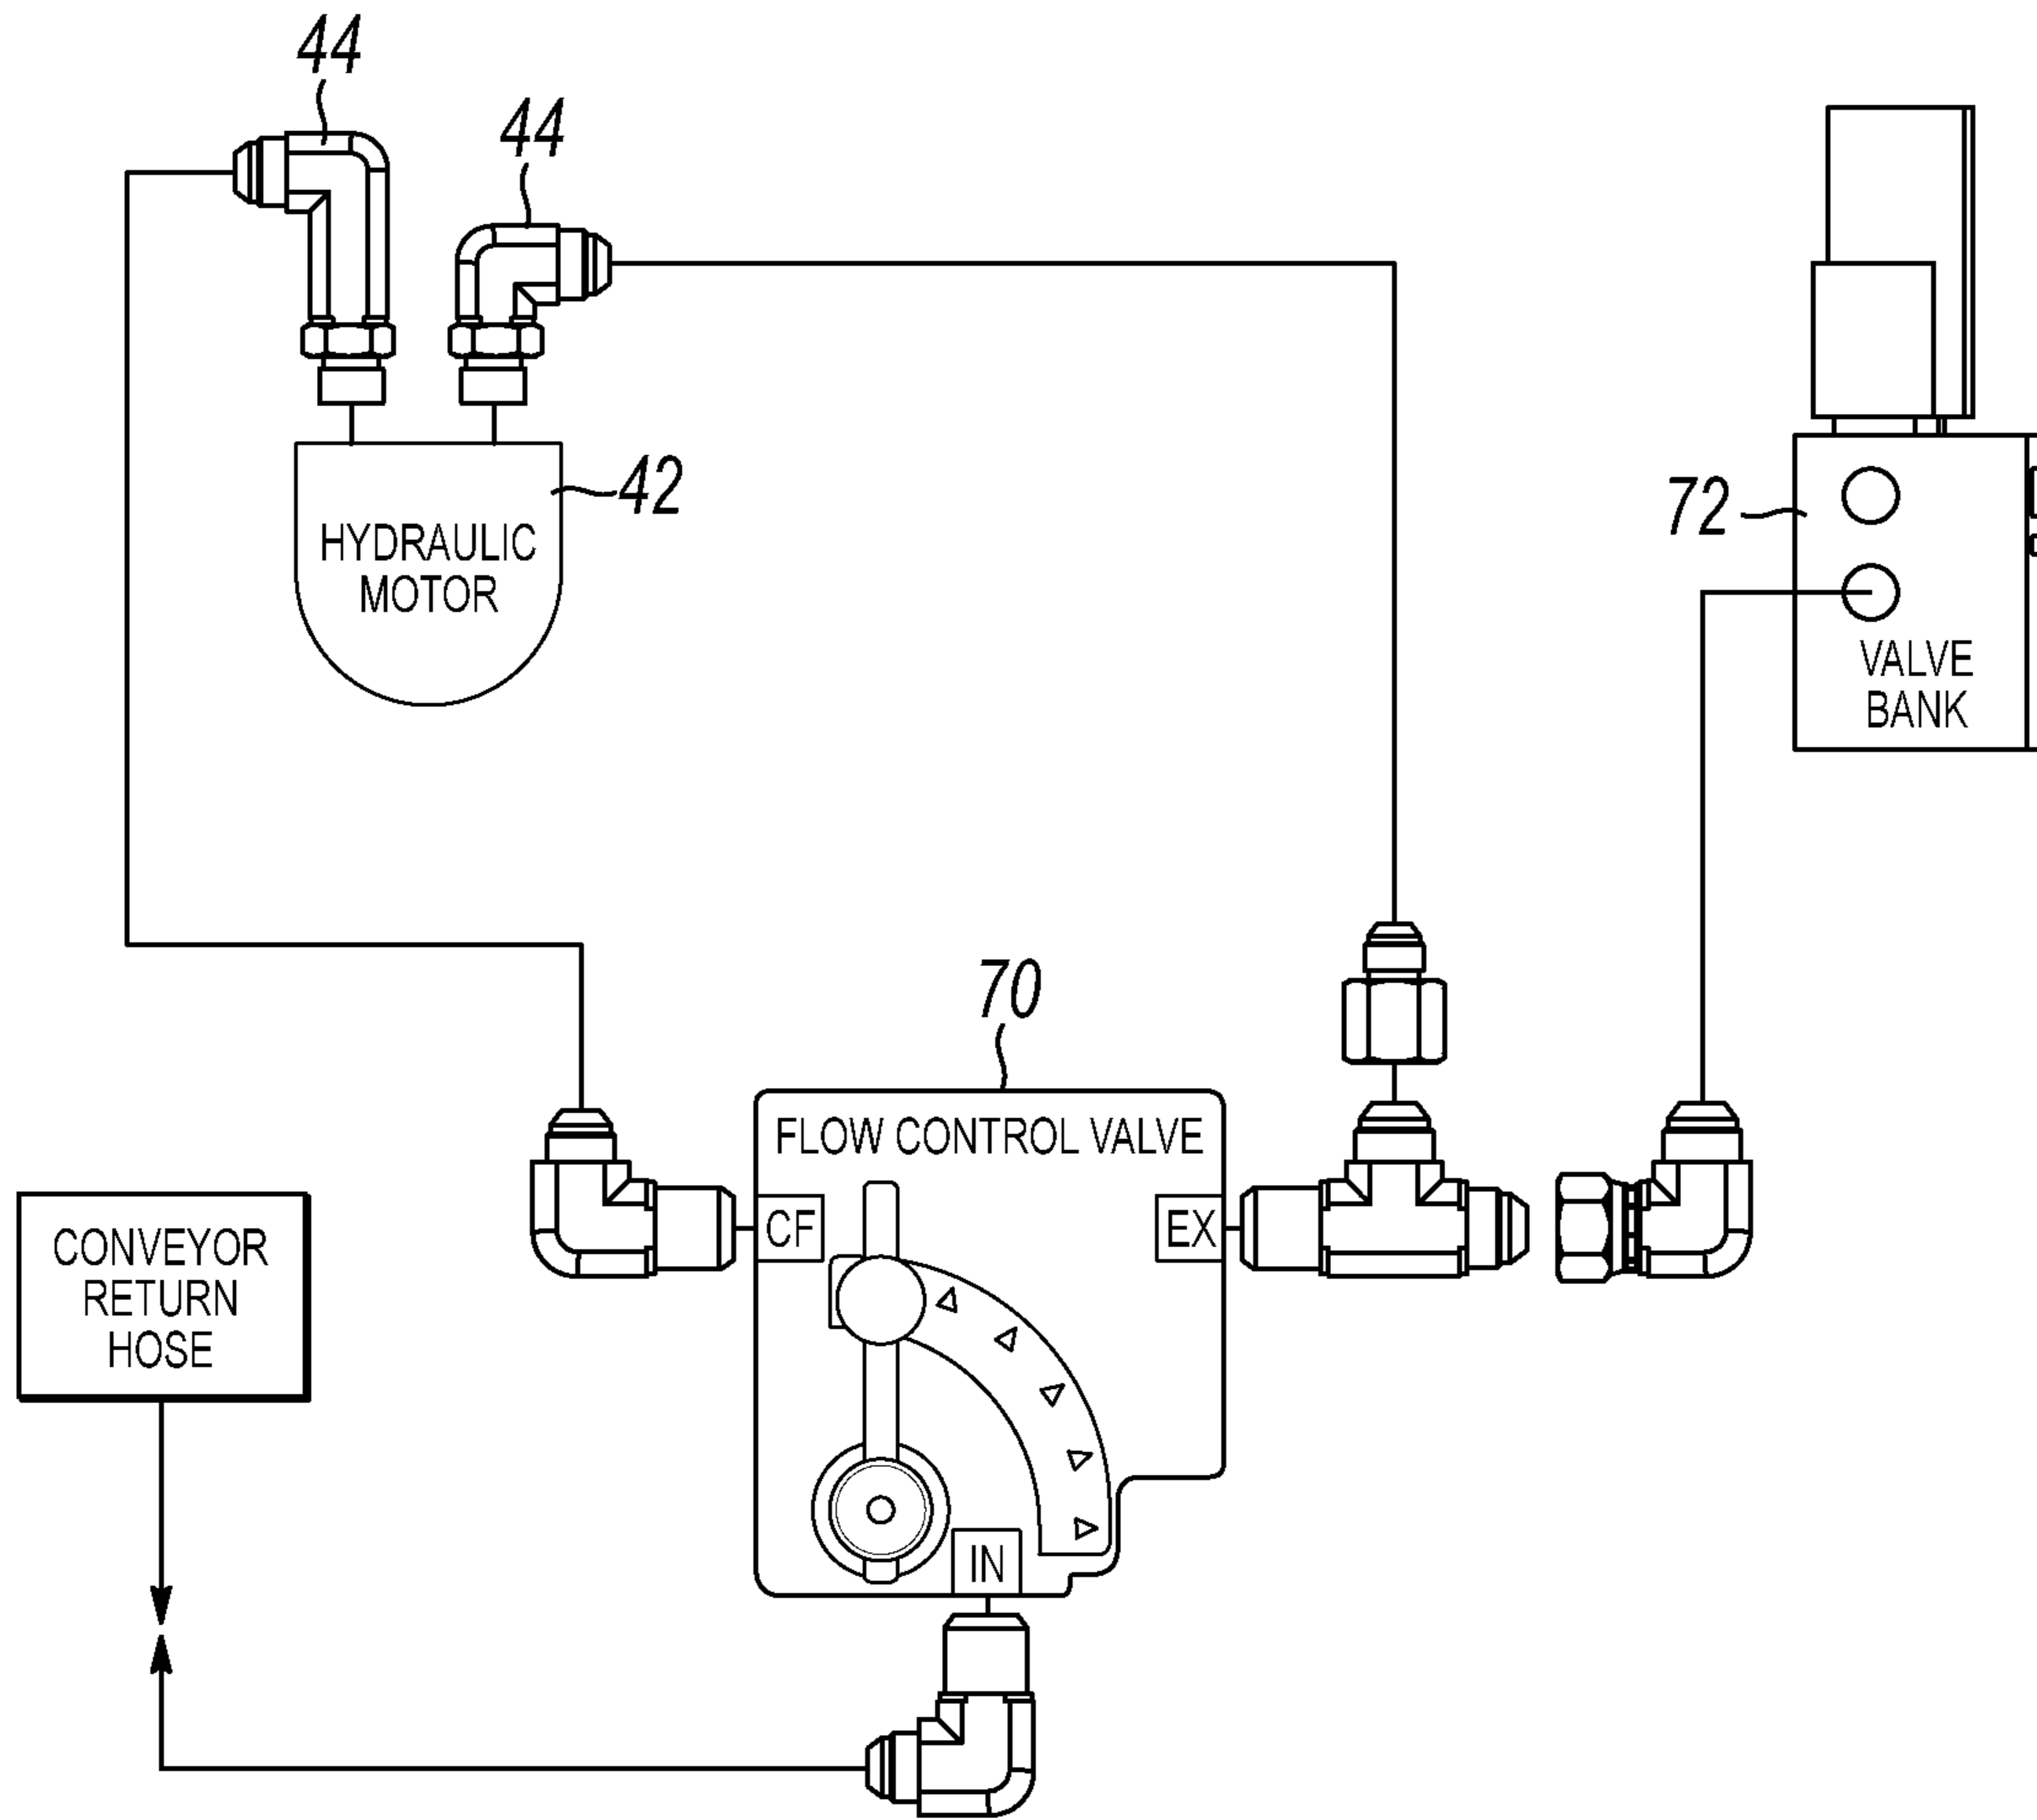 44
44
42
HYDRAULIC
MOTOR
72
VALVE
BANK
70
FLOW CONTROL VALVE
CF
EX
CONVEYOR
RETURN
HOSE
IN